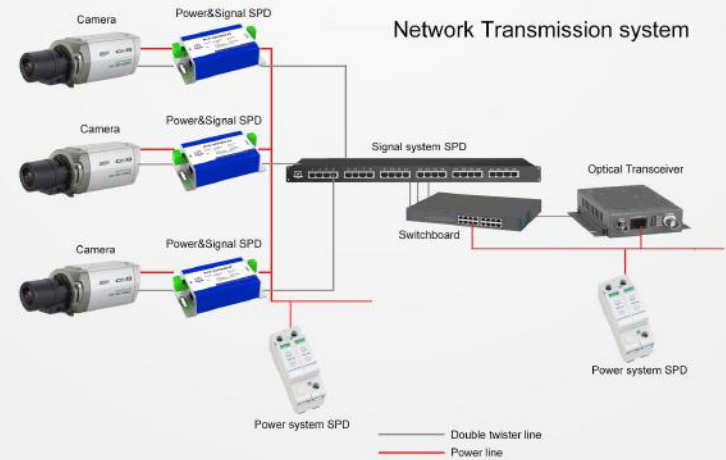 Network Transmission system
Camera
Power&Signal SPD
Camera
Power&Signal SPD
Signal system SPD
Optical Transceiver
Switchboard
Camera
Power&Signal SPD
Power system SPD
Power system SPD
Double twister line
Power line